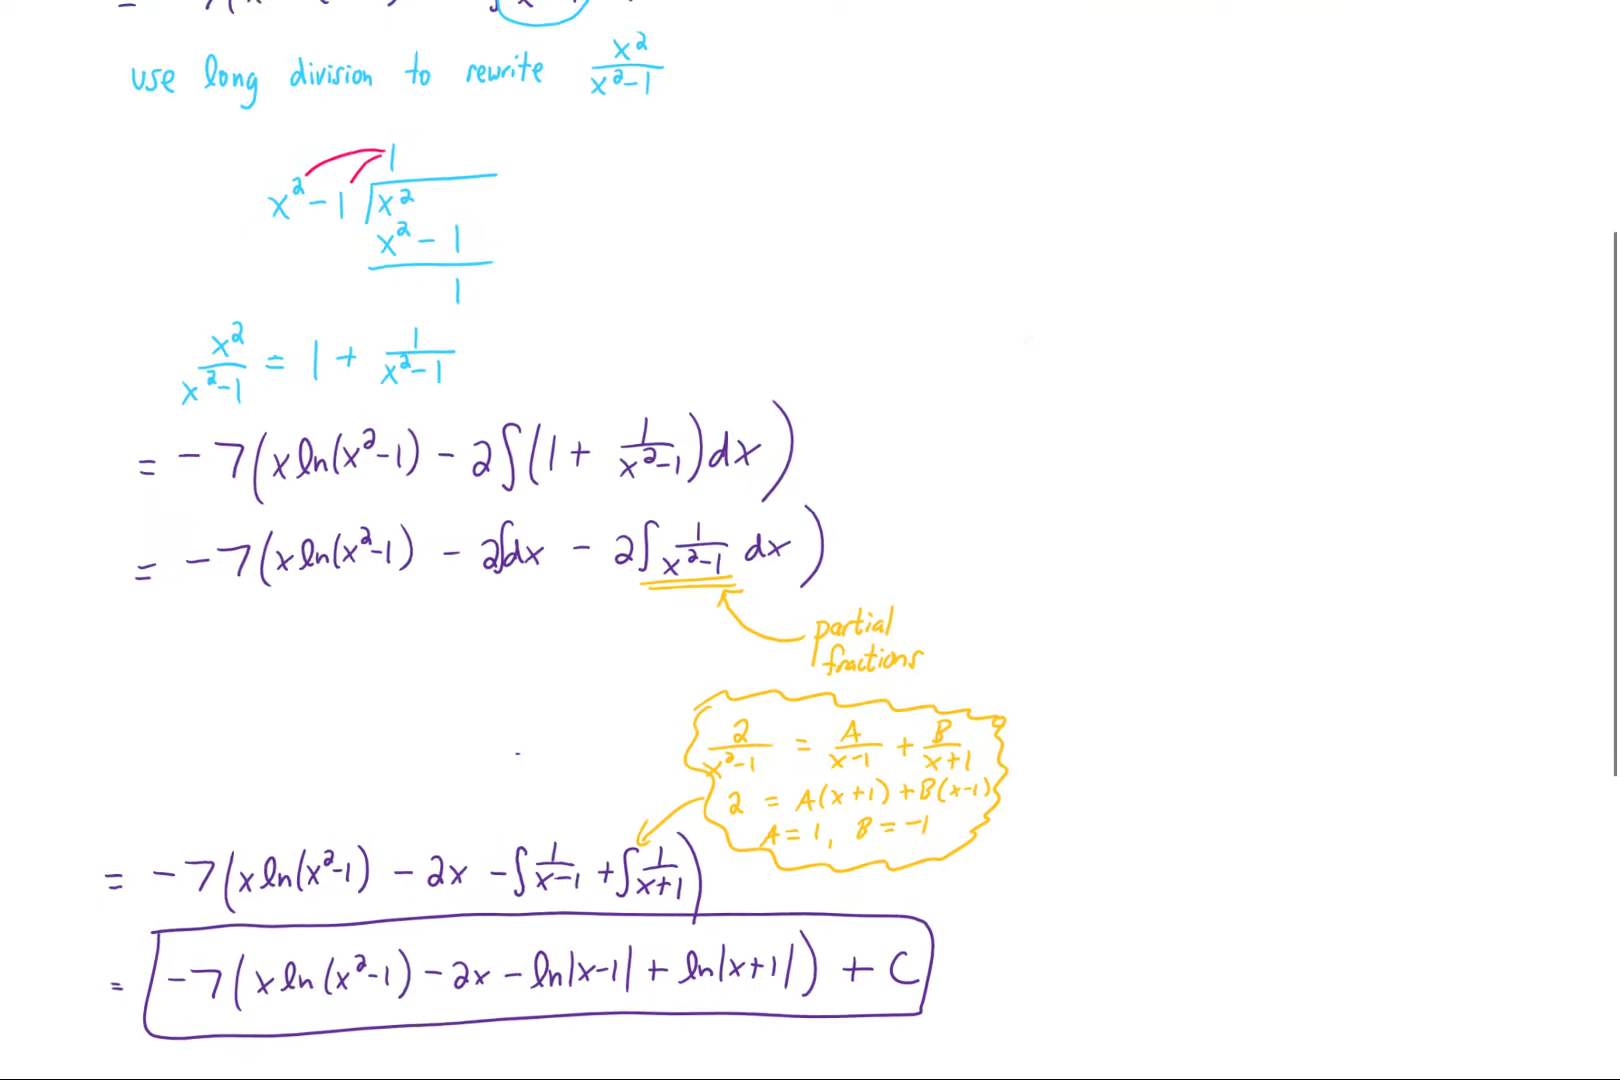 use long division to rewrite x²/(x²-1)
1
x²-1 | x²
x² - 1
1
x²/(x²-1) = 1 + 1/(x²-1)
= -7(x ln(x²-1) - 2∫(1 + 1/(x²-1))dx)
= -7(x ln(x²-1) - 2∫dx - 2∫ 1/(x²-1) dx)
partial
fractions
2/(x²-1) = A/(x-1) + B/(x+1)
2 = A(x+1) + B(x-1)
A = 1, B = -1
= -7(x ln(x²-1) - 2x - ∫ 1/(x-1) + ∫ 1/(x+1))
= -7(x ln(x²-1) - 2x - ln|x-1| + ln|x+1|) + C